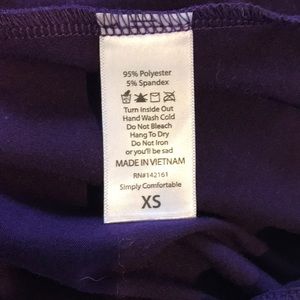 95% Polyester
5% Spandex
Turn Inside Out
Hand Wash Cold
Do Not Bleach
Hang To Dry
Do Not Iron
or you'll be sad
MADE IN VIETNAM
RN#142161
Simply Comfortable
XS